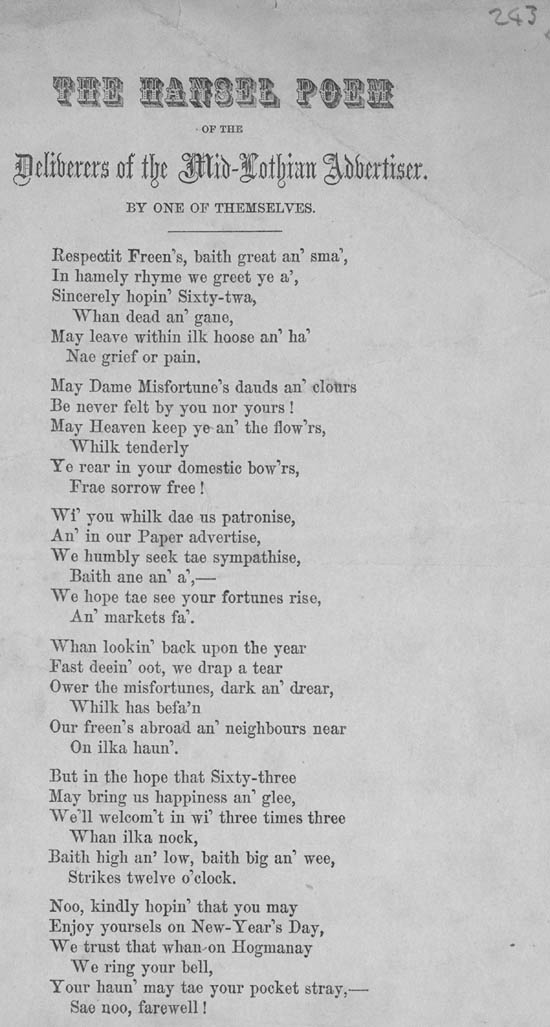 243
THE HANSEL POEM
OF THE
Deliverers of the Mid-Lothian Advertiser.
BY ONE OF THEMSELVES.
Respectit Freen's, baith great an' sma',
In hamely rhyme we greet ye a',
Sincerely hopin' Sixty-twa,
Whan dead an' gane,
May leave within ilk hoose an' ha'
Nae grief or pain.
May Dame Misfortune's dauds an' clours
Be never felt by you nor yours !
May Heaven keep ye an' the flow'rs,
Whilk tenderly
Ye rear in your domestic bow'rs,
Frae sorrow free !
Wi' you whilk dae us patronise,
An' in our Paper advertise,
We humbly seek tae sympathise,
Baith ane an' a',—
We hope tae see your fortunes rise,
An' markets fa'.
Whan lookin' back upon the year
Fast deein' oot, we drap a tear
Ower the misfortunes, dark an' drear,
Whilk has befa'n
Our freen's abroad an' neighbours near
On ilka haun'.
But in the hope that Sixty-three
May bring us happiness an' glee,
We'll welcom't in wi' three times three
Whan ilka nock,
Baith high an' low, baith big an' wee,
Strikes twelve o'clock.
Noo, kindly hopin' that you may
Enjoy yoursels on New-Year's Day,
We trust that whan on Hogmanay
We ring your bell,
Your haun' may tae your pocket stray,—
Sae noo, farewell !